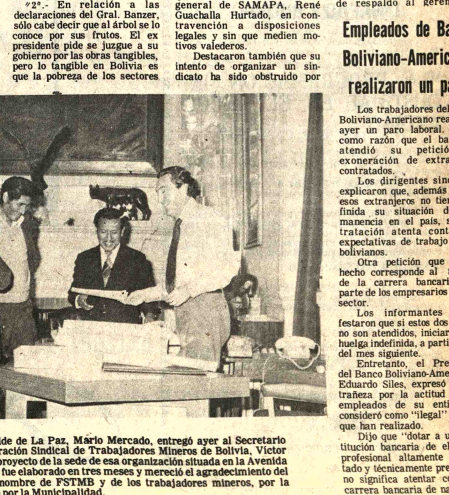 "2º.- En relación a las
declaraciones del Gral. Banzer,
sólo cabe decir que al árbol se lo
conoce por sus frutos. El ex
presidente pide se juzgue a su
gobierno por las obras tangibles,
pero lo tangible en Bolivia es
que la pobreza de los sectores
general de SAMAPA, René
Guachalla Hurtado, en con-
travención a disposiciones
legales y sin que medien mo-
tivos valederos.
Destacaron también que su
intento de organizar un sin-
dicato ha sido obstruido por
de respaldo al geren
Empleados de Ba
Boliviano-Americ
realizaron un pa
Los trabajadores del
Boliviano-Americano rea
ayer un paro laboral,
como razón que el ba
atendió su petició
exoneración de extra
contratados.
Los dirigentes sind
explicaron que, además
esos extranjeros no tien
finida su situación d
manencia en el país, s
tratación atenta cont
expectativas de trabajo
bolivianos.
Otra petición que
hecho corresponde al
de la carrera bancari
parte de los empresarios
sector.
Los informantes
festaron que si estos dos
no son atendidos, iniciar
huelga indefinida, a parti
del mes siguiente.
Entretanto, el Pre
del Banco Boliviano-Ame
Eduardo Siles, expresó
trañeza por la actitud
empleados de su enti
consideró como "ilegal"
que han realizado.
Dijo que "dotar a u
titución bancaria de el
profesional altamente
tado y técnicamente pre
no significa atentar co
carrera bancaria de na
lde de La Paz, Mario Mercado, entregó ayer al Secretario
ración Sindical de Trabajadores Mineros de Bolivia, Víctor
proyecto de la sede de esa organización situada en la Avenida
fue elaborado en tres meses y mereció el agradecimiento del
nombre de FSTMB y de los trabajadores mineros, por la
por la Municipalidad.